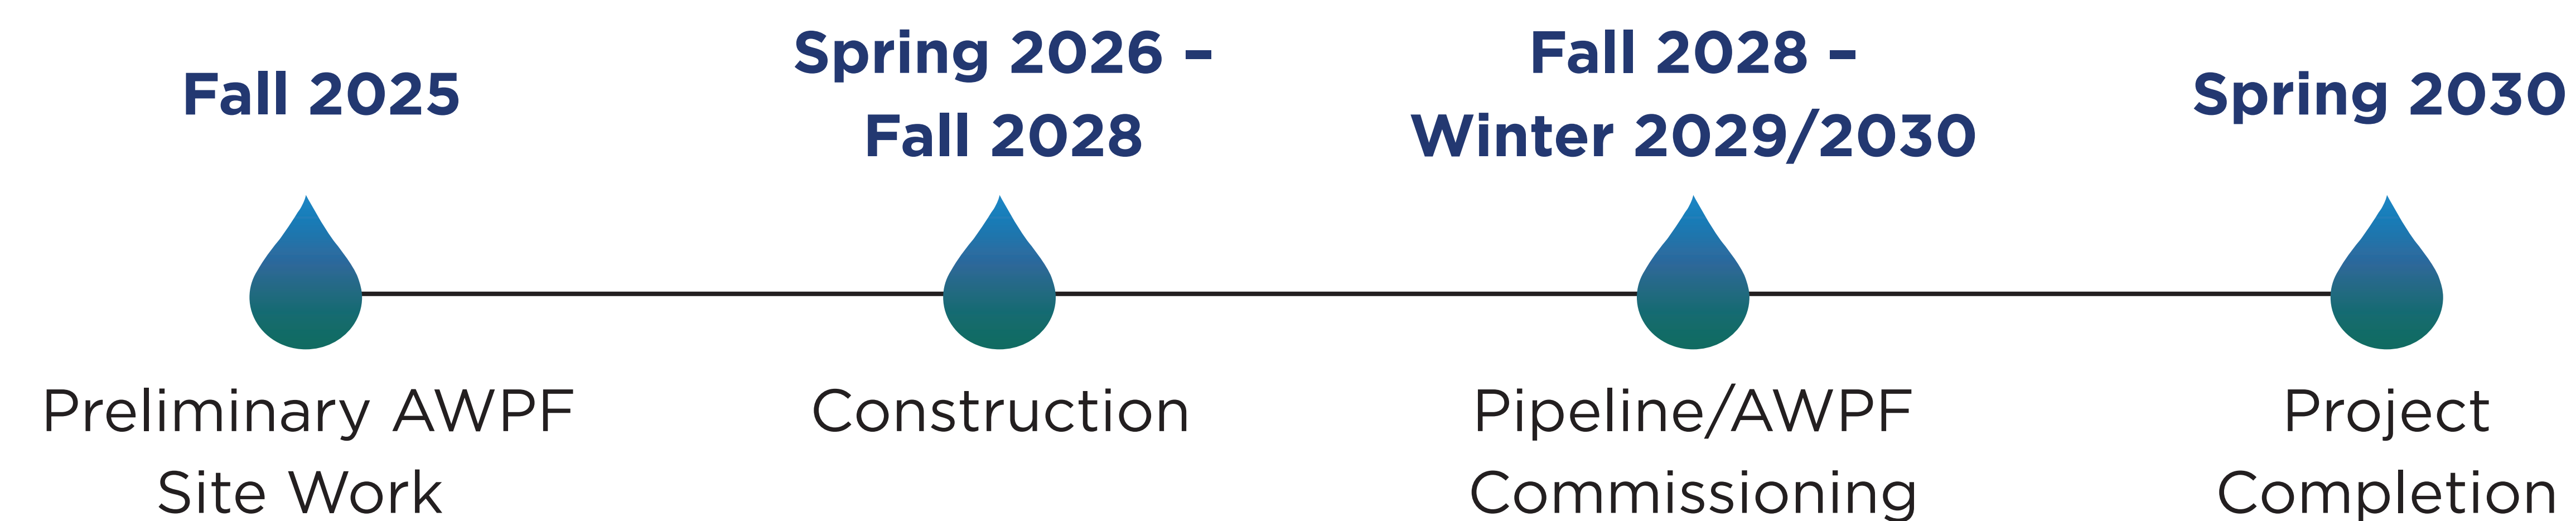 Fall 2025
Preliminary AWPF
Site Work
Spring 2026 –
Fall 2028
Construction
Fall 2028 –
Winter 2029/2030
Pipeline/AWPF
Commissioning
Spring 2030
Project
Completion